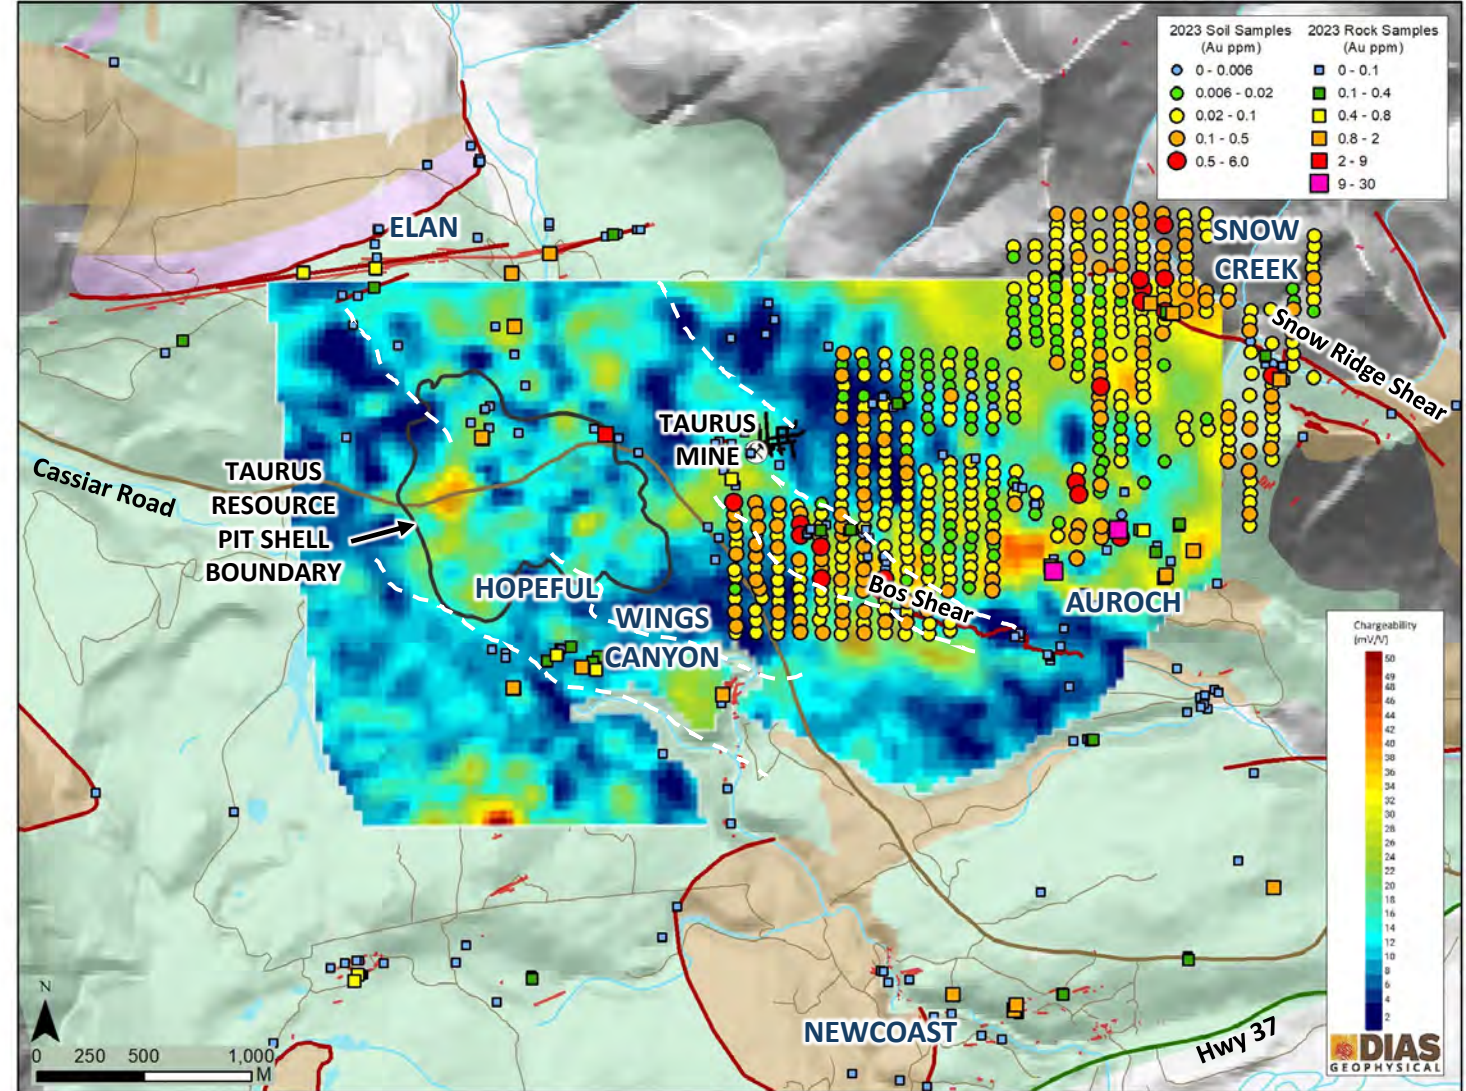 2023 Soil Samples
(Au ppm)
0 - 0.006
0.006 - 0.02
0.02 - 0.1
0.1 - 0.5
0.5 - 6.0
2023 Rock Samples
(Au ppm)
0 - 0.1
0.1 - 0.4
0.4 - 0.8
0.8 - 2
2 - 9
9 - 30
ELAN
SNOW
CREEK
Snow Ridge Shear
TAURUS
MINE
Cassiar Road
TAURUS
RESOURCE
PIT SHELL
BOUNDARY
HOPEFUL
WINGS
CANYON
Bos Shear
AUROCH
Chargeability
(mV/V)
50
49
48
46
44
42
40
38
36
34
32
30
28
26
24
22
20
18
16
14
12
10
8
6
4
2
NEWCOAST
Hwy 37
N
0 250 500 1,000
M
DIAS
GEOPHYSICAL